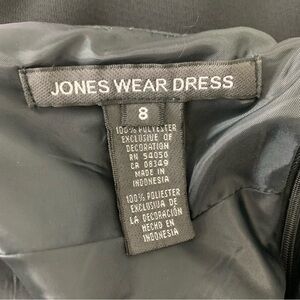 JONES WEAR DRESS
8
100% POLYESTER
EXCLUSIVE OF
DECORATION
RN 54056
CA 08349
MADE IN
INDONESIA
100% POLIESTER
EXCLUSIVA DE
LA DECORACIÓN
HECHO EN
INDONESIA